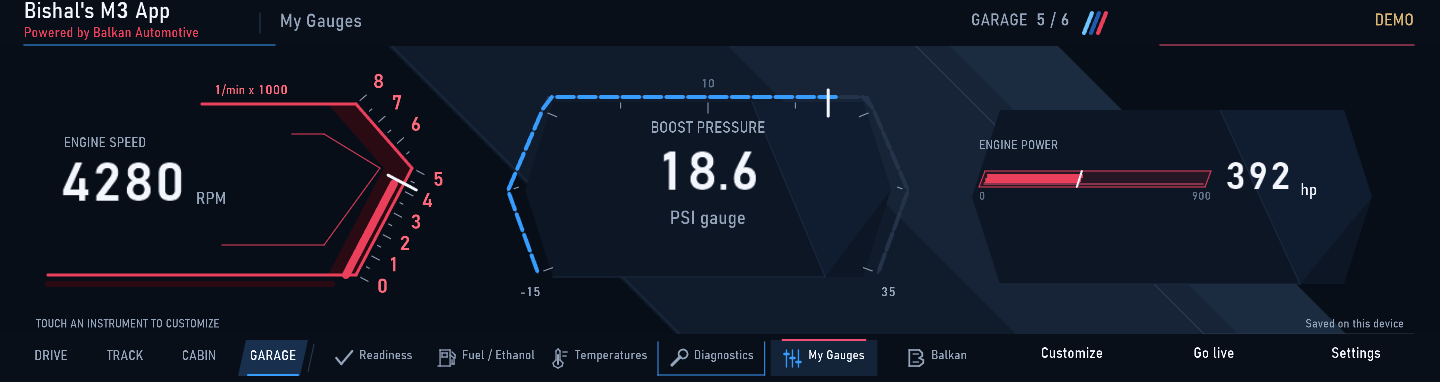 Bishal's M3 App
Powered by Balkan Automotive
My Gauges
GARAGE 5 / 6
DEMO
1/min x 1000
8
7
6
5
4
3
2
1
0
ENGINE SPEED
4280 RPM
10
BOOST PRESSURE
18.6
PSI gauge
-15
35
ENGINE POWER
392 hp
0
900
TOUCH AN INSTRUMENT TO CUSTOMIZE
Saved on this device
DRIVE TRACK CABIN GARAGE Readiness Fuel / Ethanol Temperatures Diagnostics My Gauges Balkan Customize Go live Settings